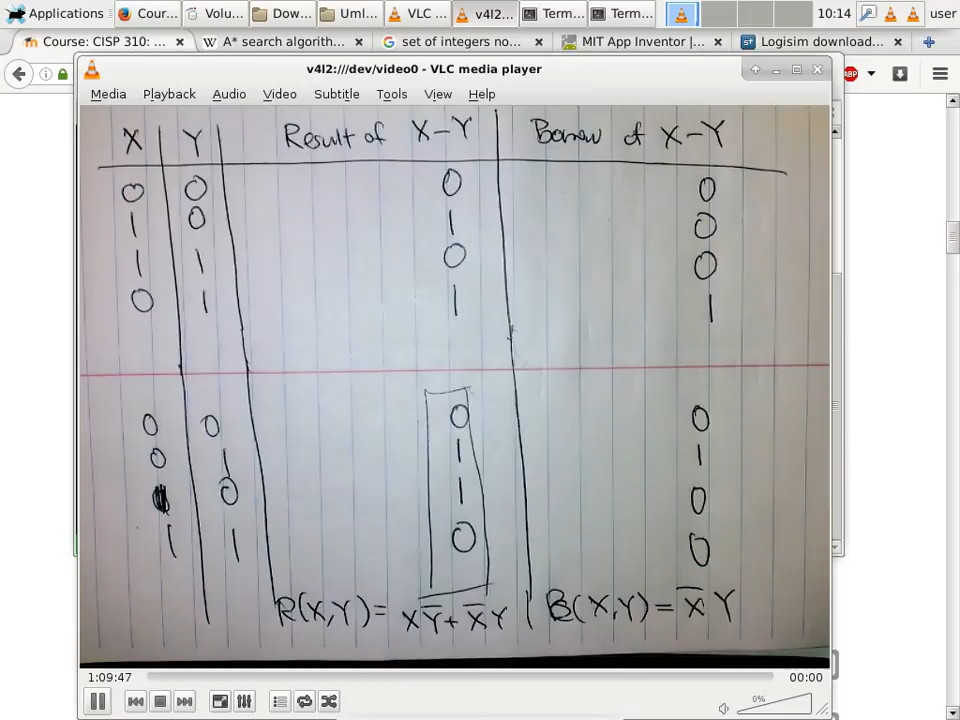 Applications Cour... Volu... Dow... Uml... VLC ... v4l2... Term... Term... 10:14 user
Course: CISP 310: ... A* search algorith... set of integers no... MIT App Inventor | ... Logisim download...
ABP
v4l2:///dev/video0 - VLC media player
Media Playback Audio Video Subtitle Tools View Help
X Y Result of X-Y Borrow of X-Y
0 0 0 0
1 0 1 0
1 1 0 0
0 1 1 1
0 0 0 0
0 1 1 1
0 1 0
1 1 0 0
R(X,Y)= XY̅+X̅Y B(X,Y)=X̅Y
1:09:47 00:00
0%